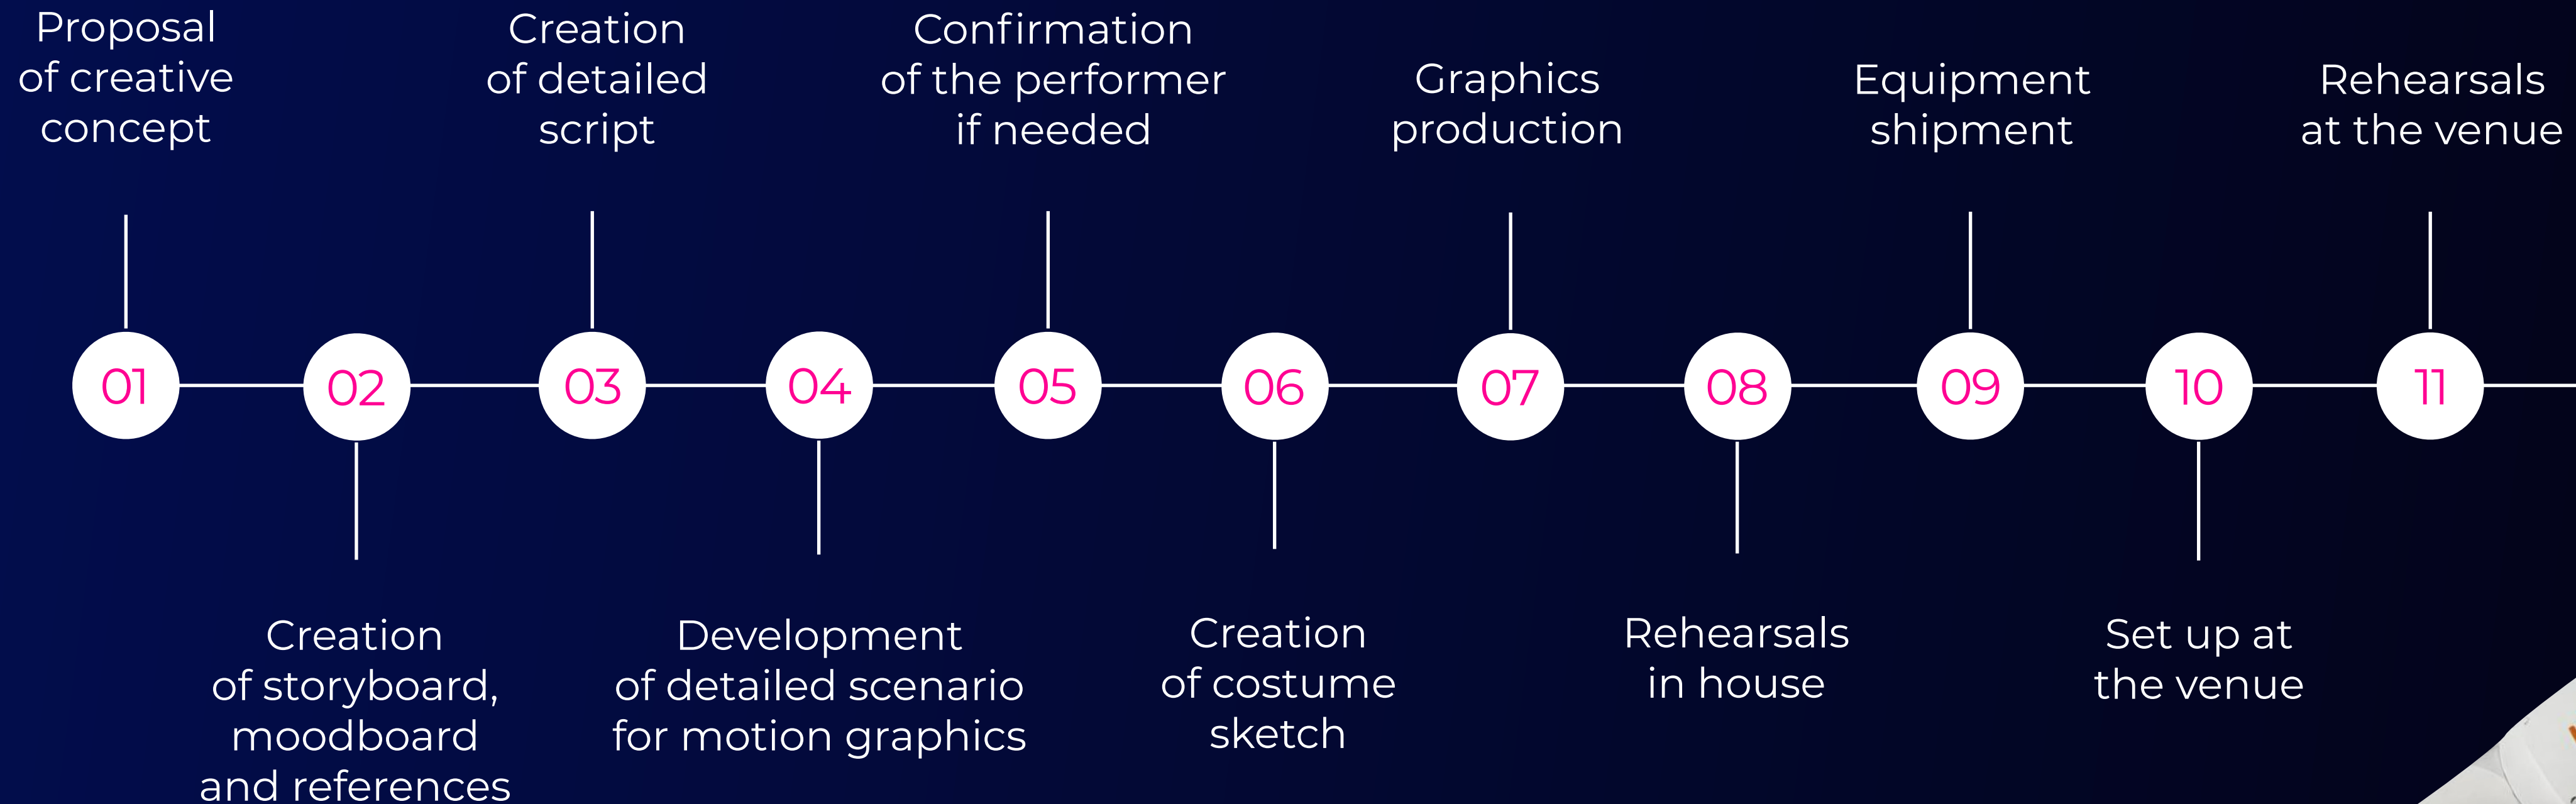 Proposal
of creative
concept
Creation
of detailed
script
Confirmation
of the performer
if needed
Graphics
production
Equipment
shipment
Rehearsals
at the venue
01
02
03
04
05
06
07
08
09
10
11
Creation
of storyboard,
moodboard
and references
Development
of detailed scenario
for motion graphics
Creation
of costume
sketch
Rehearsals
in house
Set up at
the venue